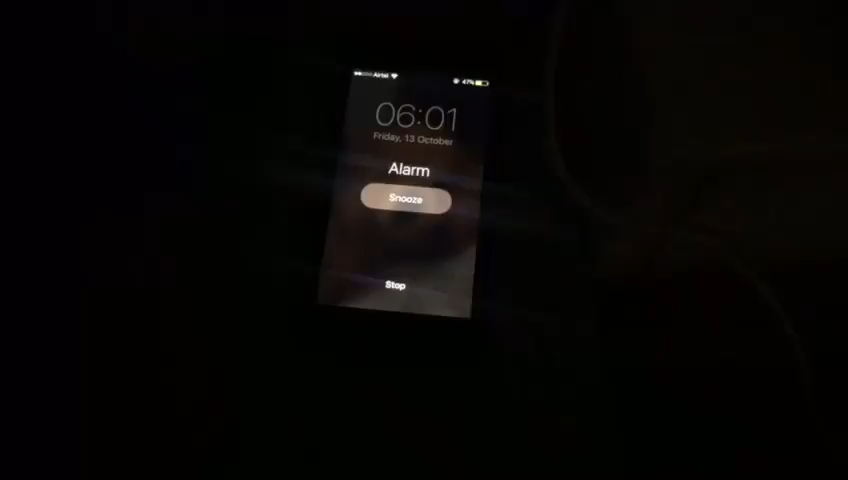 Airtel 47%
06:01
Friday, 13 October
Alarm
Snooze
Stop